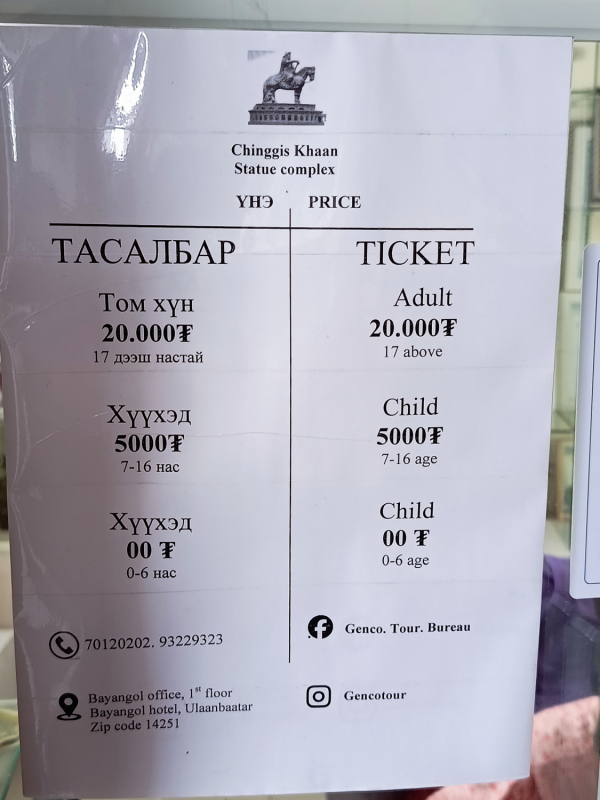 Chinggis Khaan
Statue complex
ҮНЭ PRICE
ТАСАЛБАР
Том хүн
20.000₮
17 дээш настай
Хүүхэд
5000₮
7-16 нас
Хүүхэд
00 ₮
0-6 нас
TICKET
Adult
20.000₮
17 above
Child
5000₮
7-16 age
Child
00 ₮
0-6 age
70120202. 93229323
Bayangol office, 1st floor
Bayangol hotel, Ulaanbaatar
Zip code 14251
Genco. Tour. Bureau
Gencotour